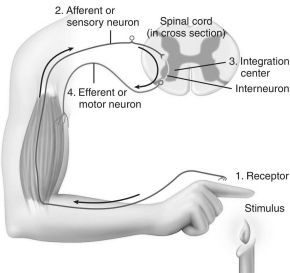 2. Afferent or
sensory neuron
Spinal cord
(in cross section)
3. Integration
center
Interneuron
4. Efferent or
motor neuron
1. Receptor
Stimulus